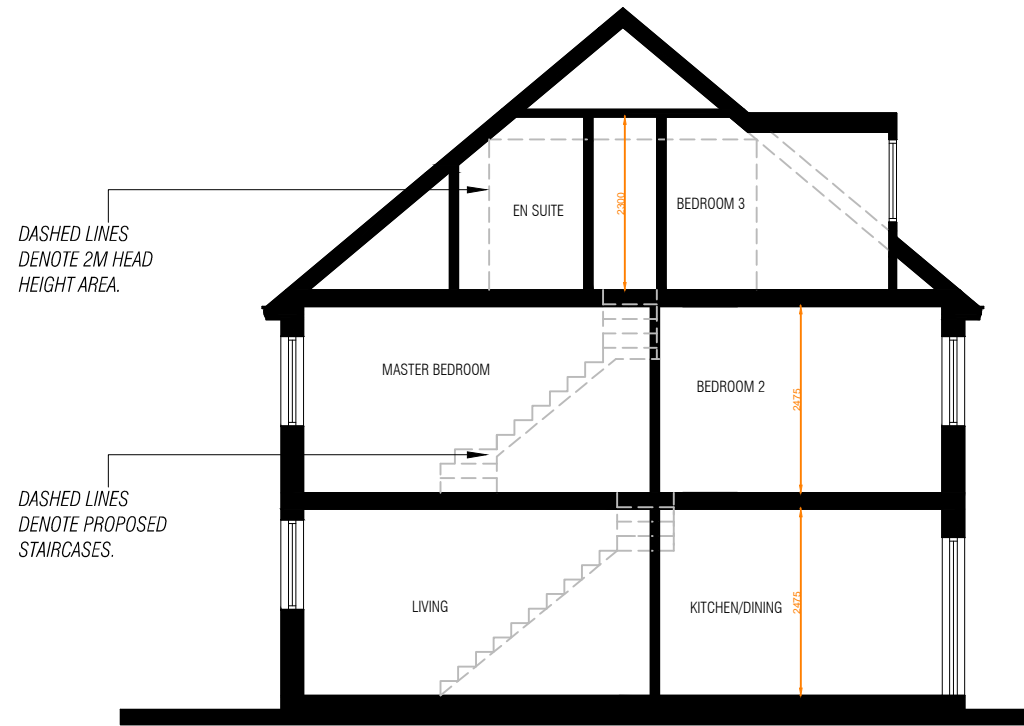 2300
EN SUITE
BEDROOM 3
DASHED LINES
DENOTE 2M HEAD
HEIGHT AREA.
MASTER BEDROOM
BEDROOM 2
2475
DASHED LINES
DENOTE PROPOSED
STAIRCASES.
LIVING
KITCHEN/DINING
2475